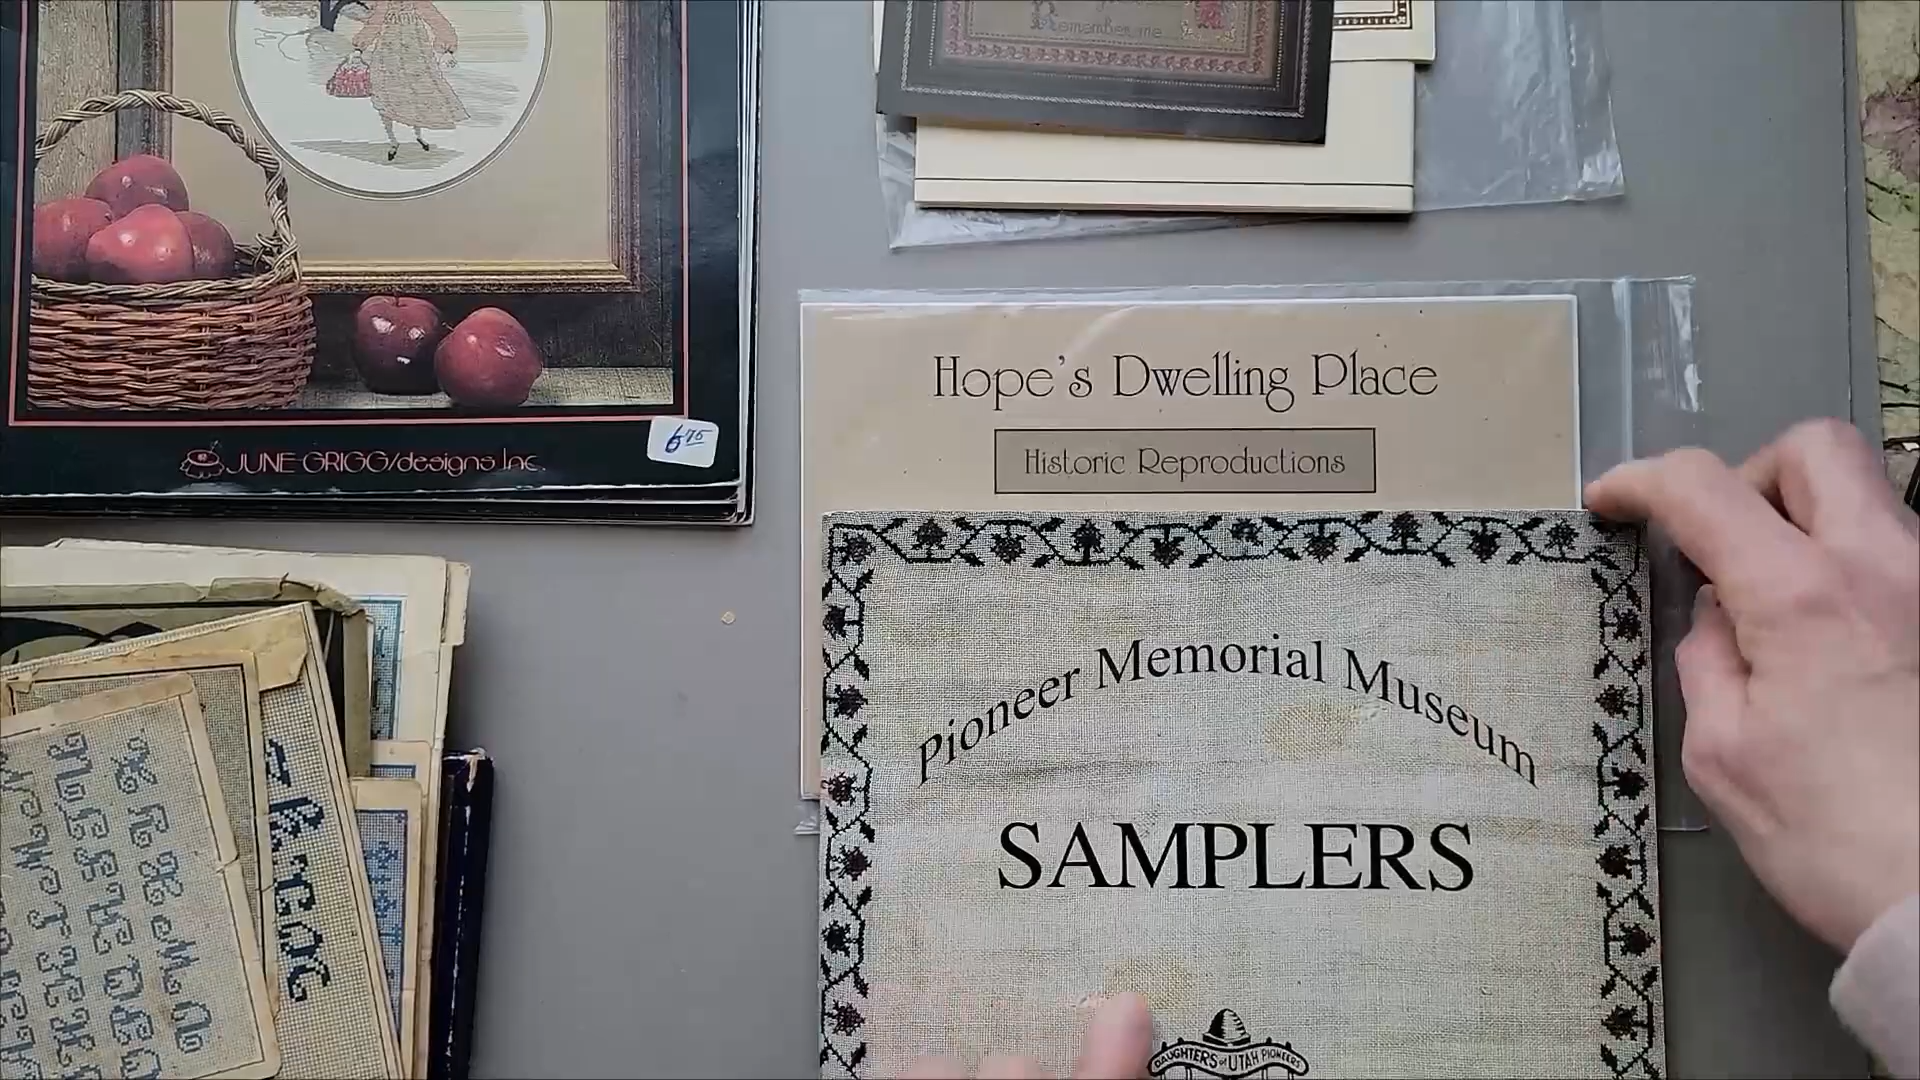 Remember me
JUNE GRIGG/designs Inc.
6 75
Hope's Dwelling Place
Historic Reproductions
Pioneer Memorial Museum
SAMPLERS
DAUGHTERS of UTAH PIONEERS